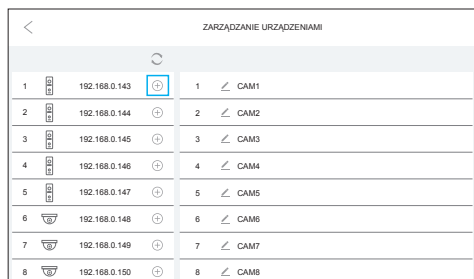 ZARZĄDZANIE URZĄDZENIAMI
1 192.168.0.143 1 CAM1
2 192.168.0.144 2 CAM2
3 192.168.0.145 3 CAM3
4 192.168.0.146 4 CAM4
5 192.168.0.147 5 CAM5
6 192.168.0.148 6 CAM6
7 192.168.0.149 7 CAM7
8 192.168.0.150 8 CAM8